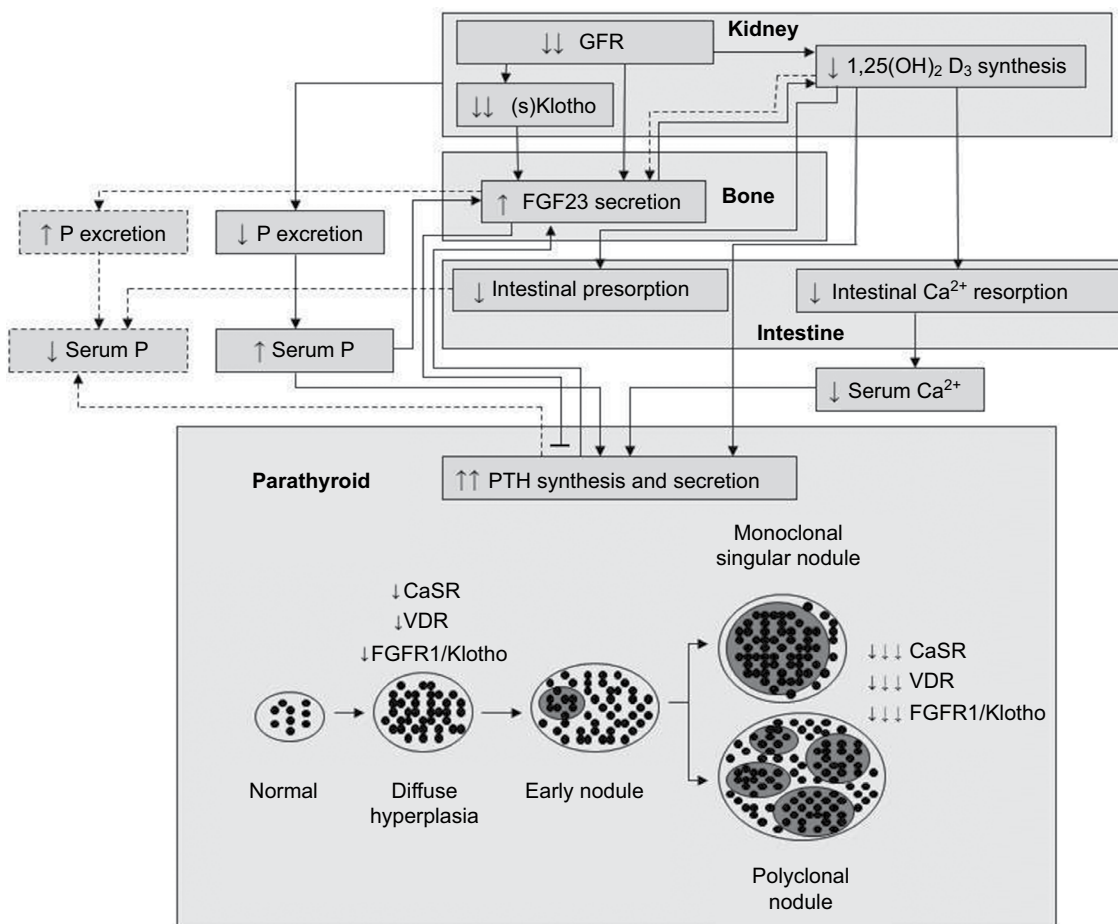 Kidney
↓↓ GFR
↓ 1,25(OH)₂ D₃ synthesis
↓↓ (s)Klotho
↑ FGF23 secretion
Bone
↑ P excretion
↓ P excretion
↓ Intestinal presorption
↓ Intestinal Ca²⁺ resorption
Intestine
↓ Serum P
↑ Serum P
↓ Serum Ca²⁺
Parathyroid
↑↑ PTH synthesis and secretion
Monoclonal
singular nodule
↓CaSR
↓VDR
↓FGFR1/Klotho
↓↓↓ CaSR
↓↓↓ VDR
↓↓↓ FGFR1/Klotho
Normal
Diffuse
hyperplasia
Early nodule
Polyclonal
nodule